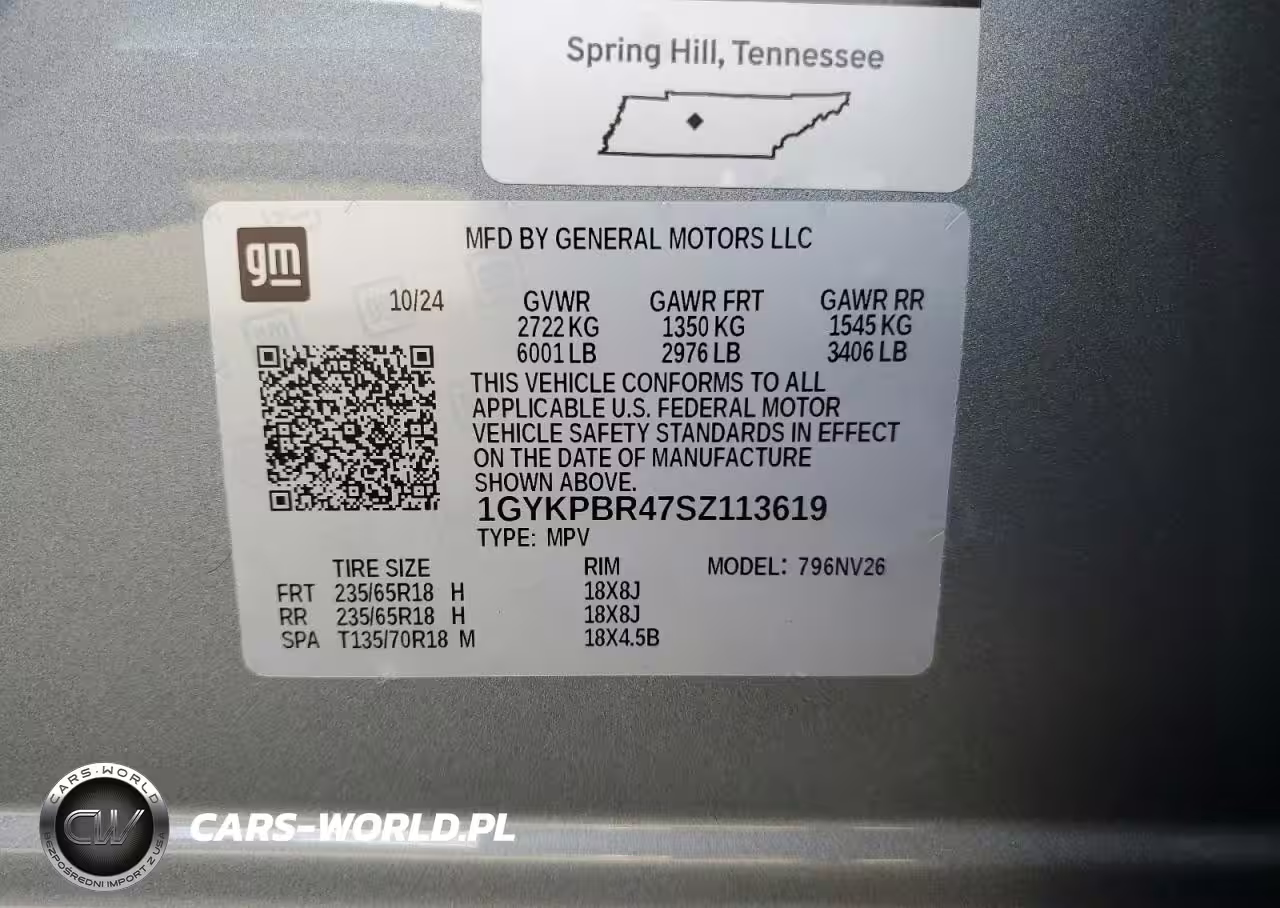 Spring Hill, Tennessee
gm
MFD BY GENERAL MOTORS LLC
10/24 GVWR GAWR FRT GAWR RR
2722 KG 1350 KG 1545 KG
6001 LB 2976 LB 3406 LB
THIS VEHICLE CONFORMS TO ALL
APPLICABLE U.S. FEDERAL MOTOR
VEHICLE SAFETY STANDARDS IN EFFECT
ON THE DATE OF MANUFACTURE
SHOWN ABOVE.
1GYKPBR47SZ113619
TYPE: MPV
TIRE SIZE RIM MODEL: 796NV26
FRT 235/65R18 H 18X8J
RR 235/65R18 H 18X8J
SPA T135/70R18 M 18X4.5B
CARS-WORLD
CW
BEZPOŚREDNI IMPORT Z USA
CARS-WORLD.PL